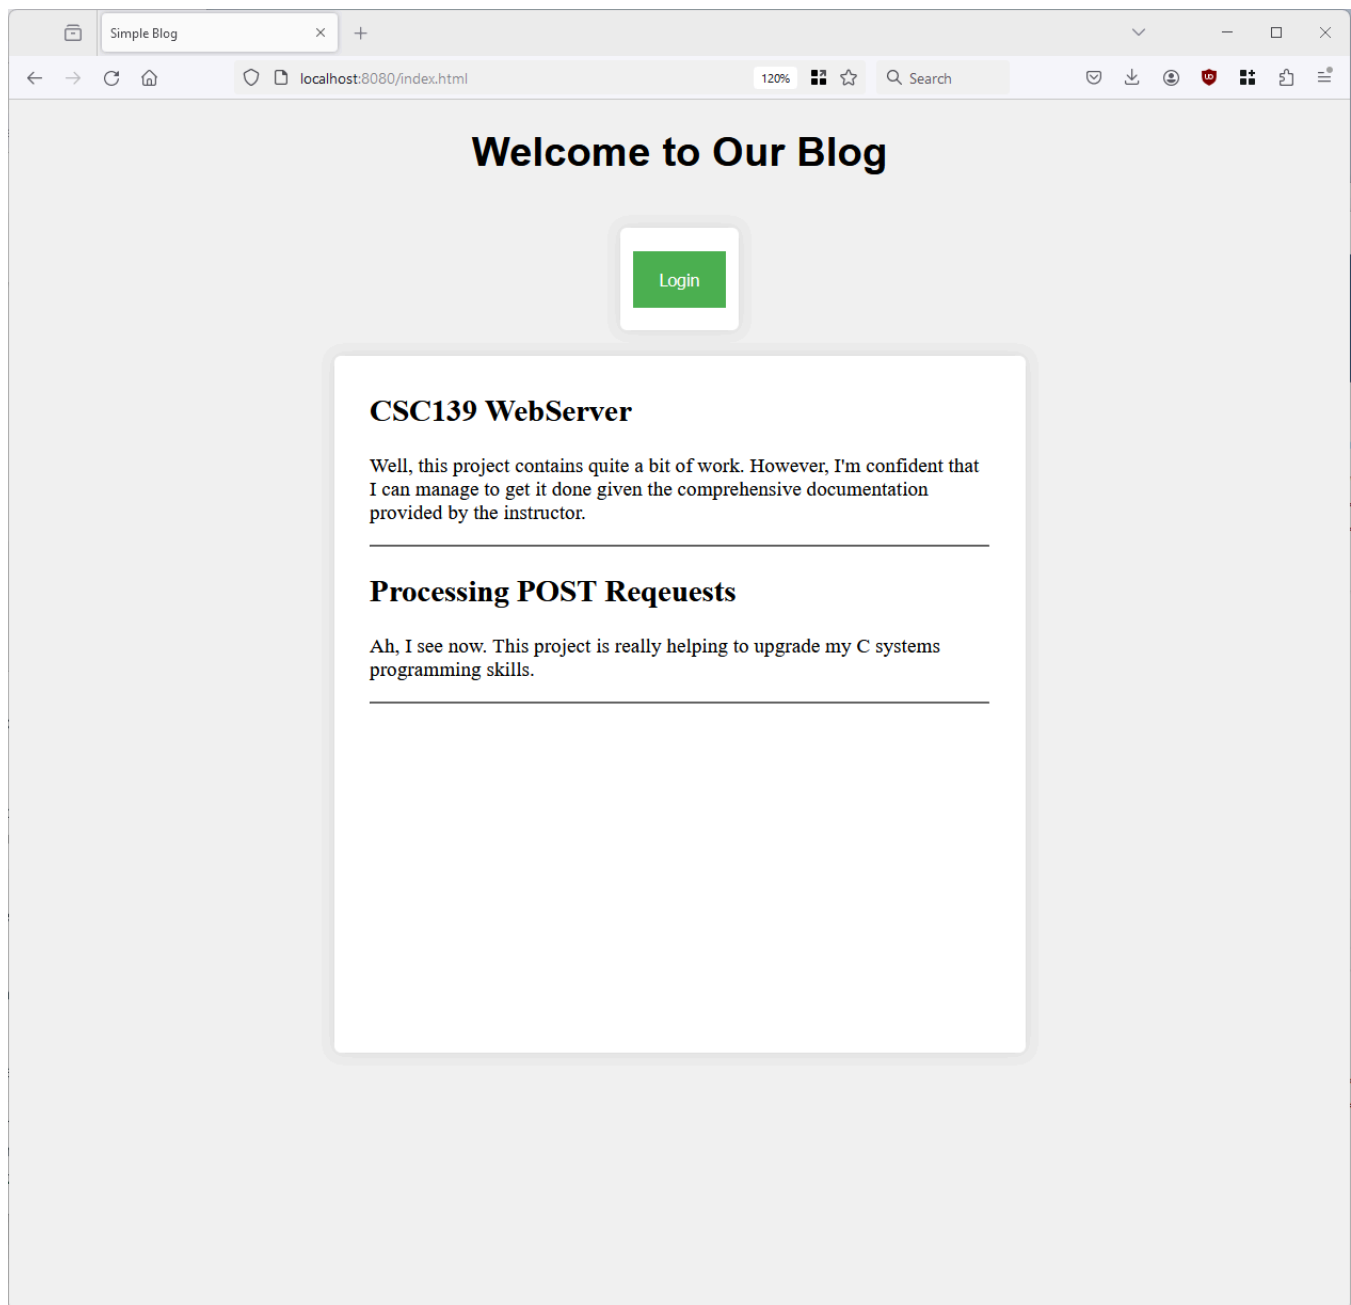 Simple Blog
localhost:8080/index.html
120%
Search
Welcome to Our Blog
Login
CSC139 WebServer
Well, this project contains quite a bit of work. However, I'm confident that
I can manage to get it done given the comprehensive documentation
provided by the instructor.
Processing POST Reqeuests
Ah, I see now. This project is really helping to upgrade my C systems
programming skills.